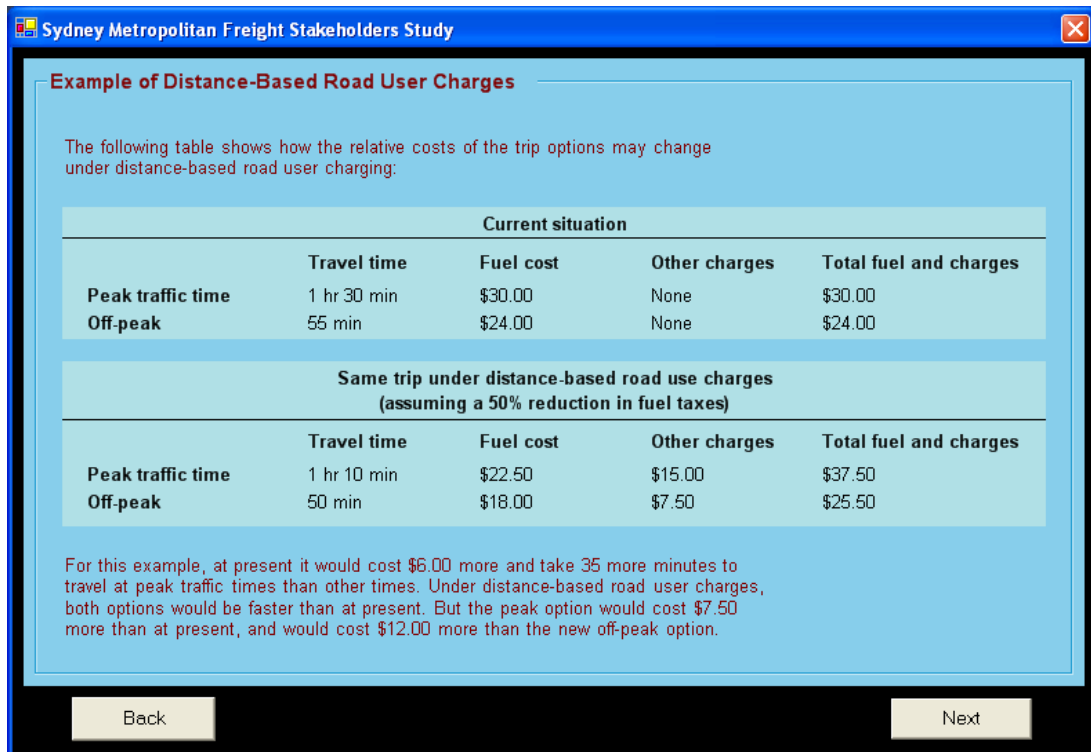 Sydney Metropolitan Freight Stakeholders Study
Example of Distance-Based Road User Charges
The following table shows how the relative costs of the trip options may change
under distance-based road user charging:
Current situation
Travel time Fuel cost Other charges Total fuel and charges
Peak traffic time 1 hr 30 min $30.00 None $30.00
Off-peak 55 min $24.00 None $24.00
Same trip under distance-based road use charges
(assuming a 50% reduction in fuel taxes)
Travel time Fuel cost Other charges Total fuel and charges
Peak traffic time 1 hr 10 min $22.50 $15.00 $37.50
Off-peak 50 min $18.00 $7.50 $25.50
For this example, at present it would cost $6.00 more and take 35 more minutes to
travel at peak traffic times than other times. Under distance-based road user charges,
both options would be faster than at present. But the peak option would cost $7.50
more than at present, and would cost $12.00 more than the new off-peak option.
Back Next